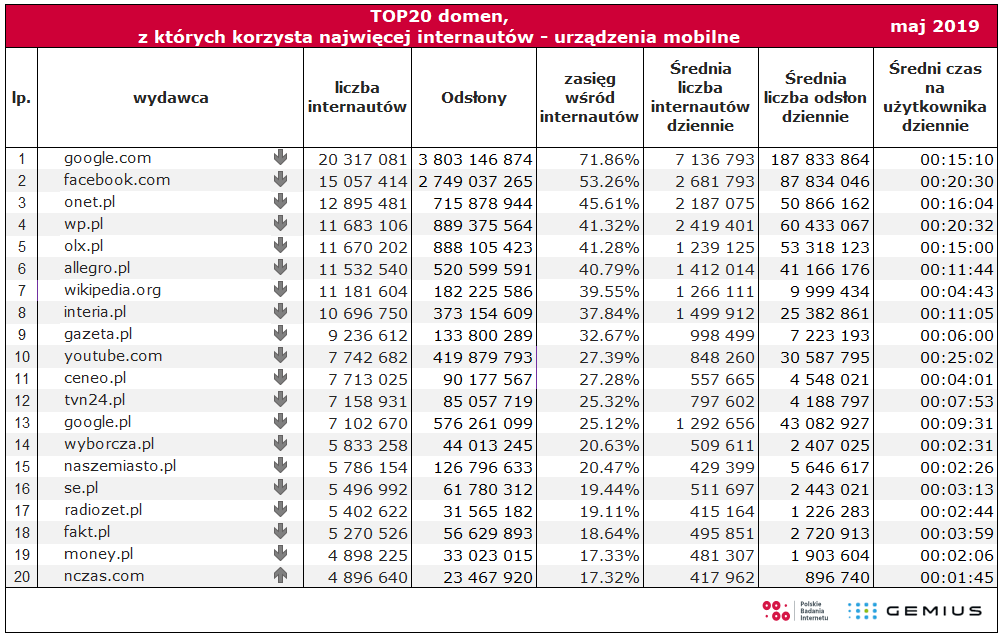 TOP20 domen,
z których korzysta najwięcej internautów - urządzenia mobilne
maj 2019
lp. wydawca liczba internautów Odsłony zasięg wśród internautów Średnia liczba internautów dziennie Średnia liczba odsłon dziennie Średni czas na użytkownika dziennie
1 google.com 20 317 081 3 803 146 874 71.86% 7 136 793 187 833 864 00:15:10
2 facebook.com 15 057 414 2 749 037 265 53.26% 2 681 793 87 834 046 00:20:30
3 onet.pl 12 895 481 715 878 944 45.61% 2 187 075 50 866 162 00:16:04
4 wp.pl 11 683 106 889 375 564 41.32% 2 419 401 60 433 067 00:20:32
5 olx.pl 11 670 202 888 105 423 41.28% 1 239 125 53 318 123 00:15:00
6 allegro.pl 11 532 540 520 599 591 40.79% 1 412 014 41 166 176 00:11:44
7 wikipedia.org 11 181 604 182 225 586 39.55% 1 266 111 9 999 434 00:04:43
8 interia.pl 10 696 750 373 154 609 37.84% 1 499 912 25 382 861 00:11:05
9 gazeta.pl 9 236 612 133 800 289 32.67% 998 499 7 223 193 00:06:00
10 youtube.com 7 742 682 419 879 793 27.39% 848 260 30 587 795 00:25:02
11 ceneo.pl 7 713 025 90 177 567 27.28% 557 665 4 548 021 00:04:01
12 tvn24.pl 7 158 931 85 057 719 25.32% 797 602 4 188 797 00:07:53
13 google.pl 7 102 670 576 261 099 25.12% 1 292 656 43 082 927 00:09:31
14 wyborcza.pl 5 833 258 44 013 245 20.63% 509 611 2 407 025 00:02:31
15 naszemiasto.pl 5 786 154 126 796 633 20.47% 429 399 5 646 617 00:02:26
16 se.pl 5 496 992 61 780 312 19.44% 511 697 2 443 021 00:03:13
17 radiozet.pl 5 402 622 31 565 182 19.11% 415 164 1 226 283 00:02:44
18 fakt.pl 5 270 526 56 629 893 18.64% 495 851 2 720 913 00:03:59
19 money.pl 4 898 225 33 023 015 17.33% 481 307 1 903 604 00:02:06
20 nczas.com 4 896 640 23 467 920 17.32% 417 962 896 740 00:01:45
Polskie
Badania
Internetu
GEMIUS